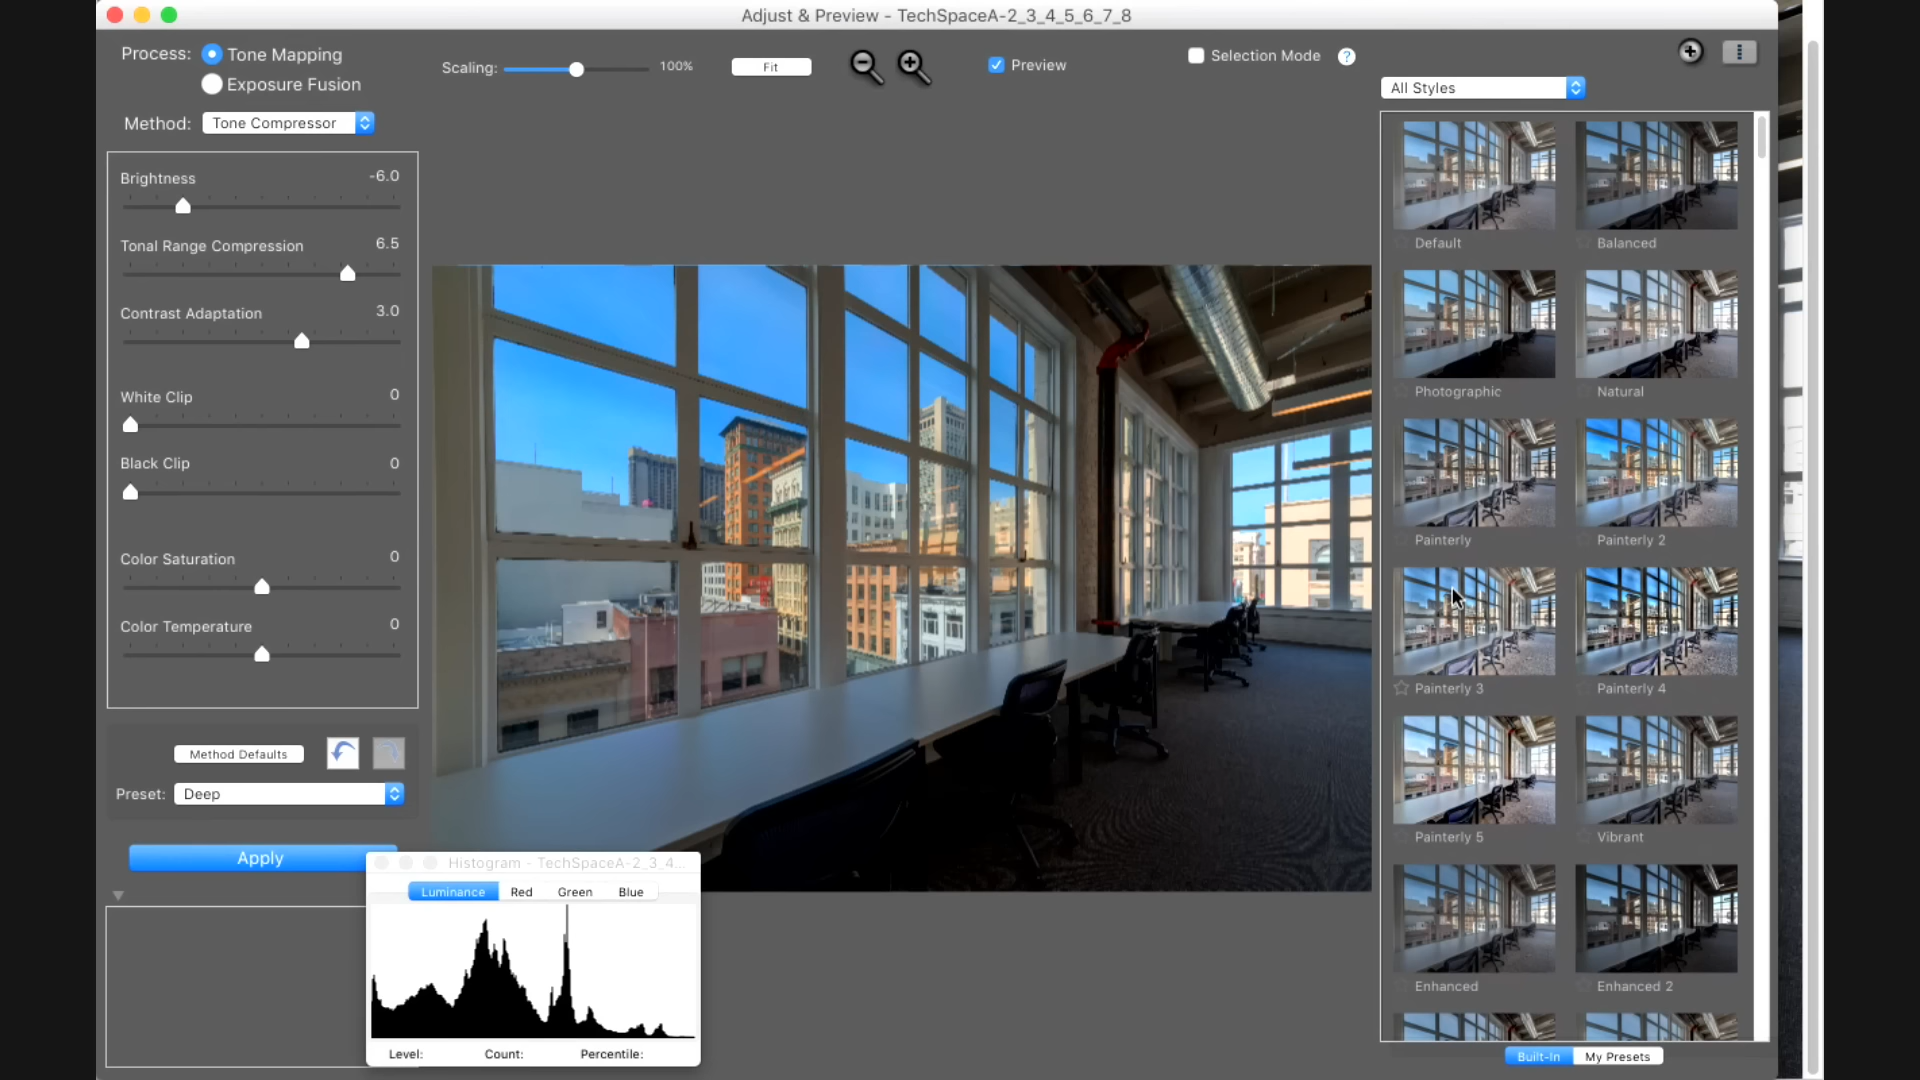 Adjust & Preview - TechSpaceA-2_3_4_5_6_7_8
Process: Tone Mapping
Exposure Fusion
Method: Tone Compressor
Scaling: 100%
Fit
Preview
Selection Mode ?
All Styles
Brightness -6.0
Tonal Range Compression 6.5
Contrast Adaptation 3.0
White Clip 0
Black Clip 0
Color Saturation 0
Color Temperature 0
Method Defaults
Preset: Deep
Apply
Histogram - TechSpaceA-2_3_4...
Luminance Red Green Blue
Level: Count: Percentile:
Default Balanced
Photographic Natural
Painterly Painterly 2
Painterly 3 Painterly 4
Painterly 5 Vibrant
Enhanced Enhanced 2
Built-In My Presets